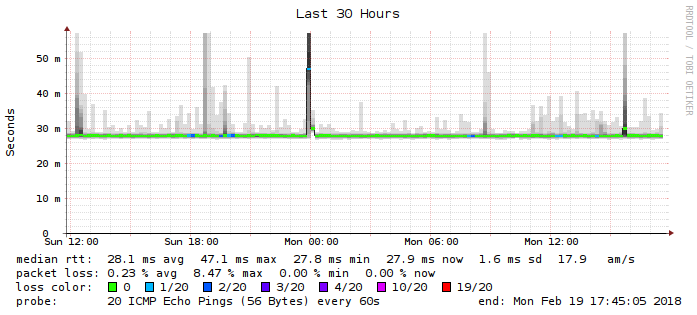 Last 30 Hours
RRDTOOL / TOBI OETIKER
Seconds
50 m
40 m
30 m
20 m
10 m
0
Sun 12:00 Sun 18:00 Mon 00:00 Mon 06:00 Mon 12:00
median rtt: 28.1 ms avg 47.1 ms max 27.8 ms min 27.9 ms now 1.6 ms sd 17.9 am/s
packet loss: 0.23 % avg 8.47 % max 0.00 % min 0.00 % now
loss color: 0 1/20 2/20 3/20 4/20 10/20 19/20
probe: 20 ICMP Echo Pings (56 Bytes) every 60s end: Mon Feb 19 17:45:05 2018